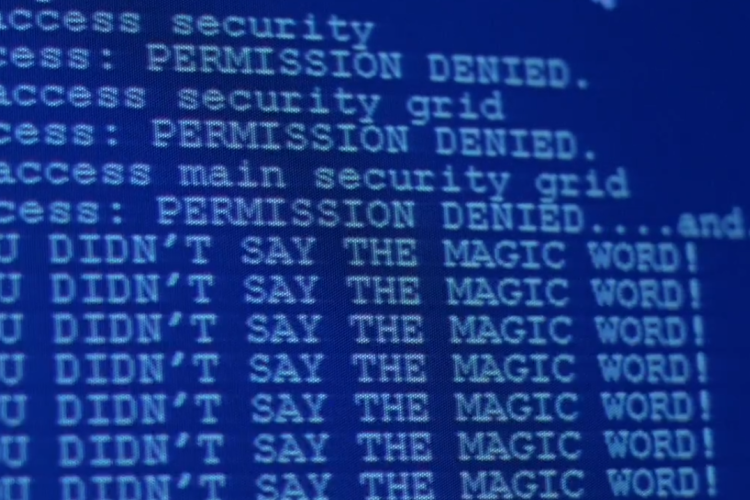 access security
cess: PERMISSION DENIED.
access security grid
cess: PERMISSION DENIED.
access main security grid
cess: PERMISSION DENIED....and.
U DIDN'T SAY THE MAGIC WORD!
U DIDN'T SAY THE MAGIC WORD!
U DIDN'T SAY THE MAGIC WORD!
U DIDN'T SAY THE MAGIC WORD!
U DIDN'T SAY THE MAGIC WORD!
U DIDN'T SAY THE MAGIC WORD!
U DIDN'T SAY THE MAGIC WORD!